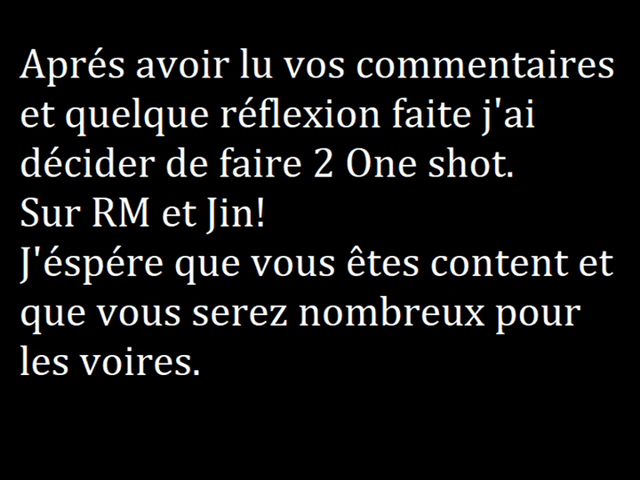 Aprés avoir lu vos commentaires
et quelque réflexion faite j'ai
décider de faire 2 One shot.
Sur RM et Jin!
J'éspére que vous êtes content et
que vous serez nombreux pour
les voires.